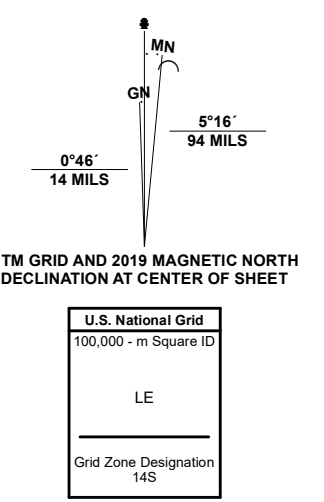 MN
GN
5°16´
94 MILS
0°46´
14 MILS
TM GRID AND 2019 MAGNETIC NORTH
DECLINATION AT CENTER OF SHEET
U.S. National Grid
100,000 - m Square ID
LE
Grid Zone Designation
14S